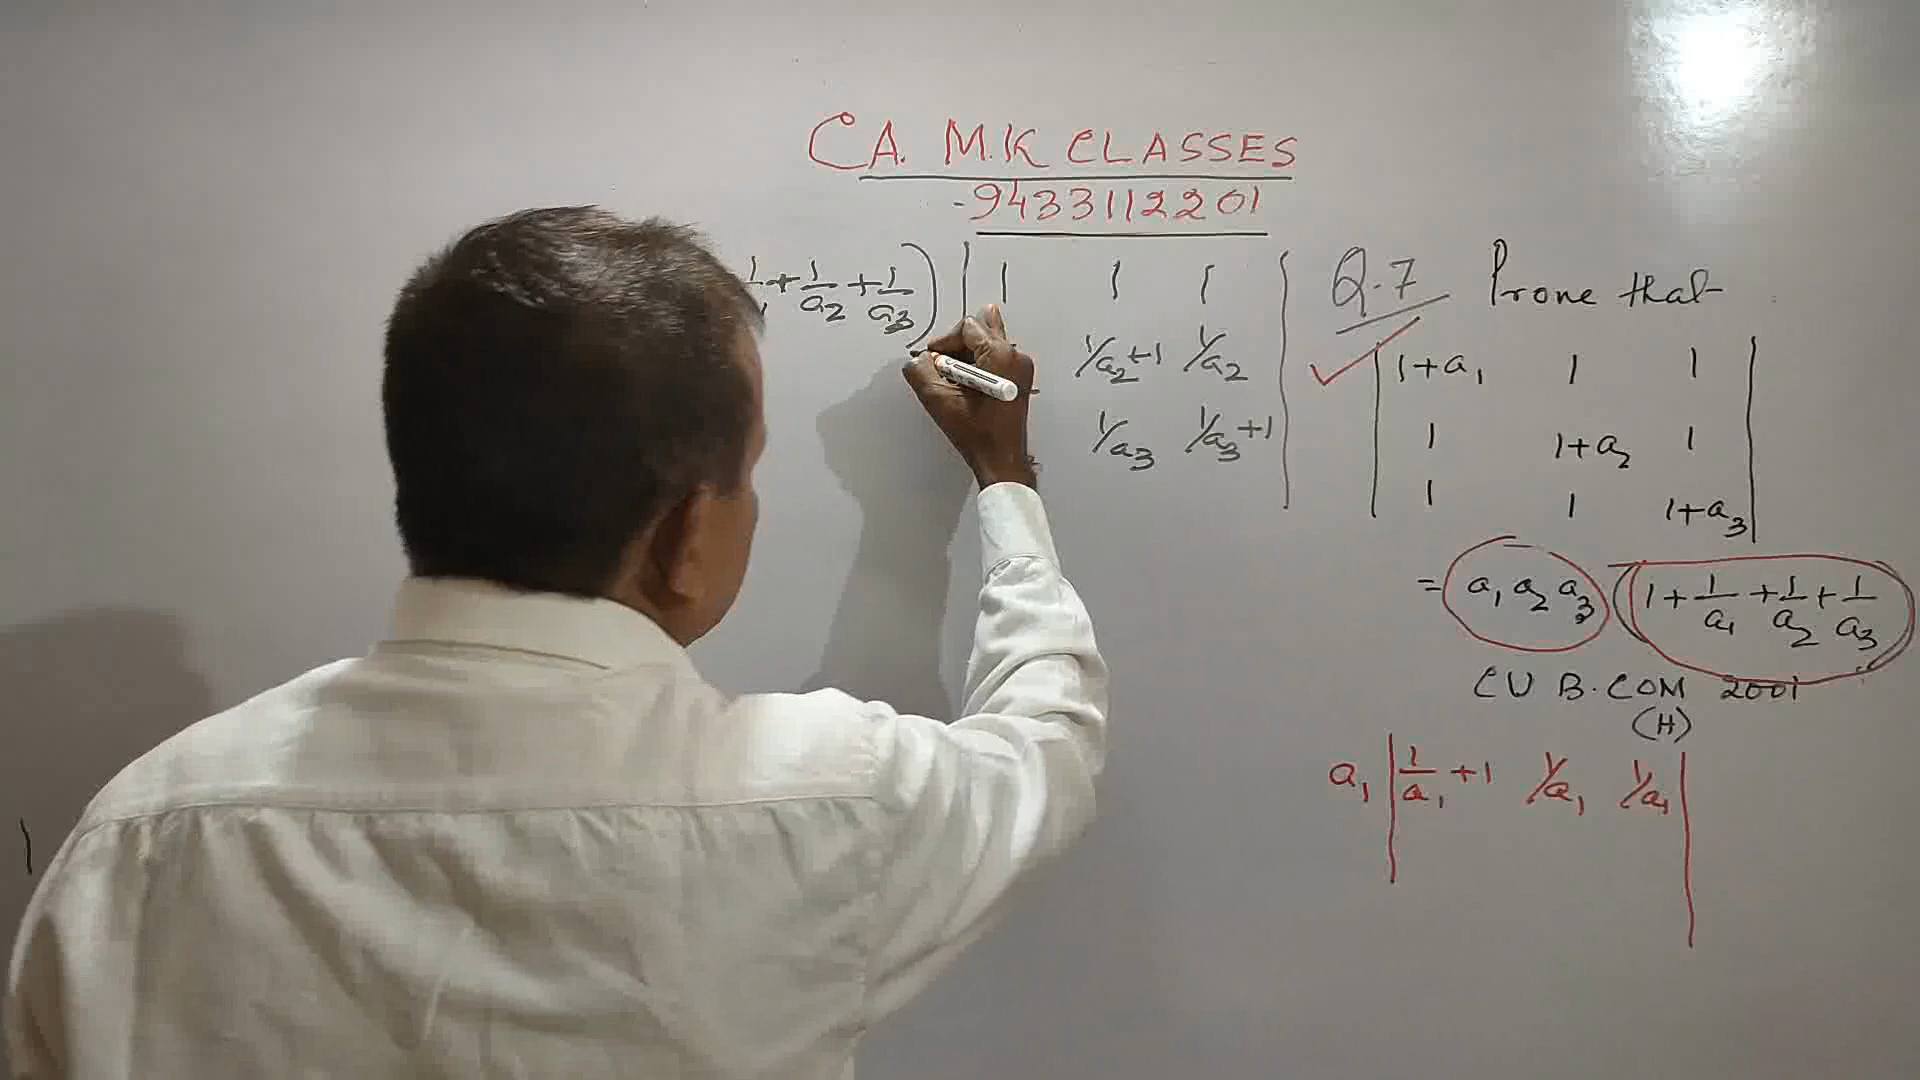 CA. M.K CLASSES
-9433112201
+ 1/a2 + 1/a3) | 1 1 1 |
1/a2+1 1/a2
1/a3 1/a3+1
Q.7 Prove that
| 1+a1 1 1 |
| 1 1+a2 1 |
| 1 1 1+a3 |
= a1 a2 a3 (1 + 1/a1 + 1/a2 + 1/a3)
CU B.COM 2001
(H)
a1 | 1/a1 +1 1/a1 1/a1 |